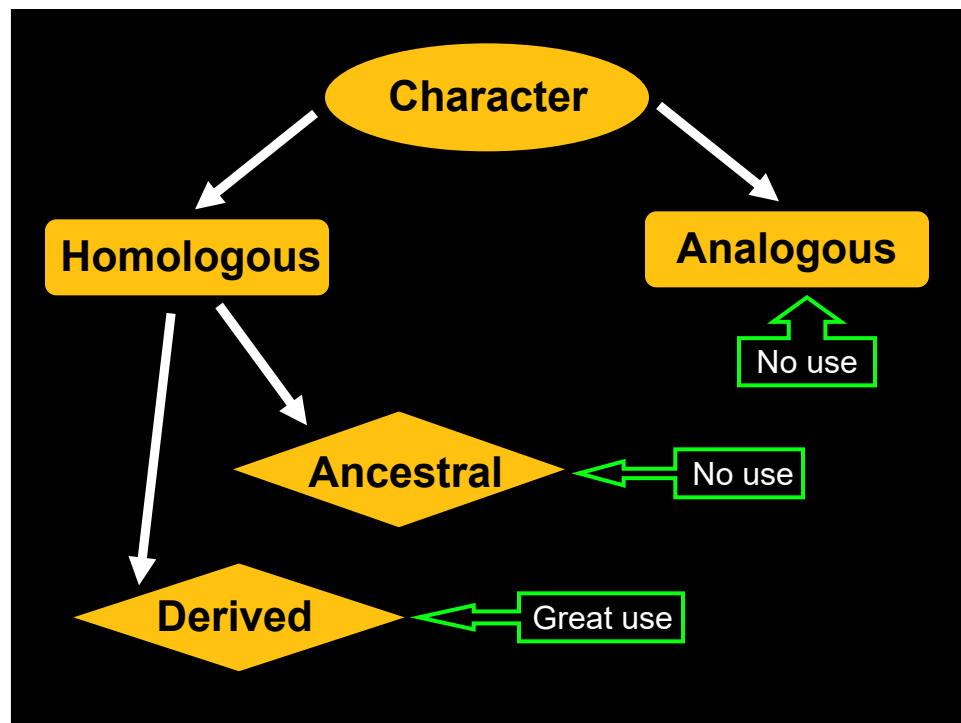 Character
Homologous
Analogous
No use
Ancestral
No use
Derived
Great use